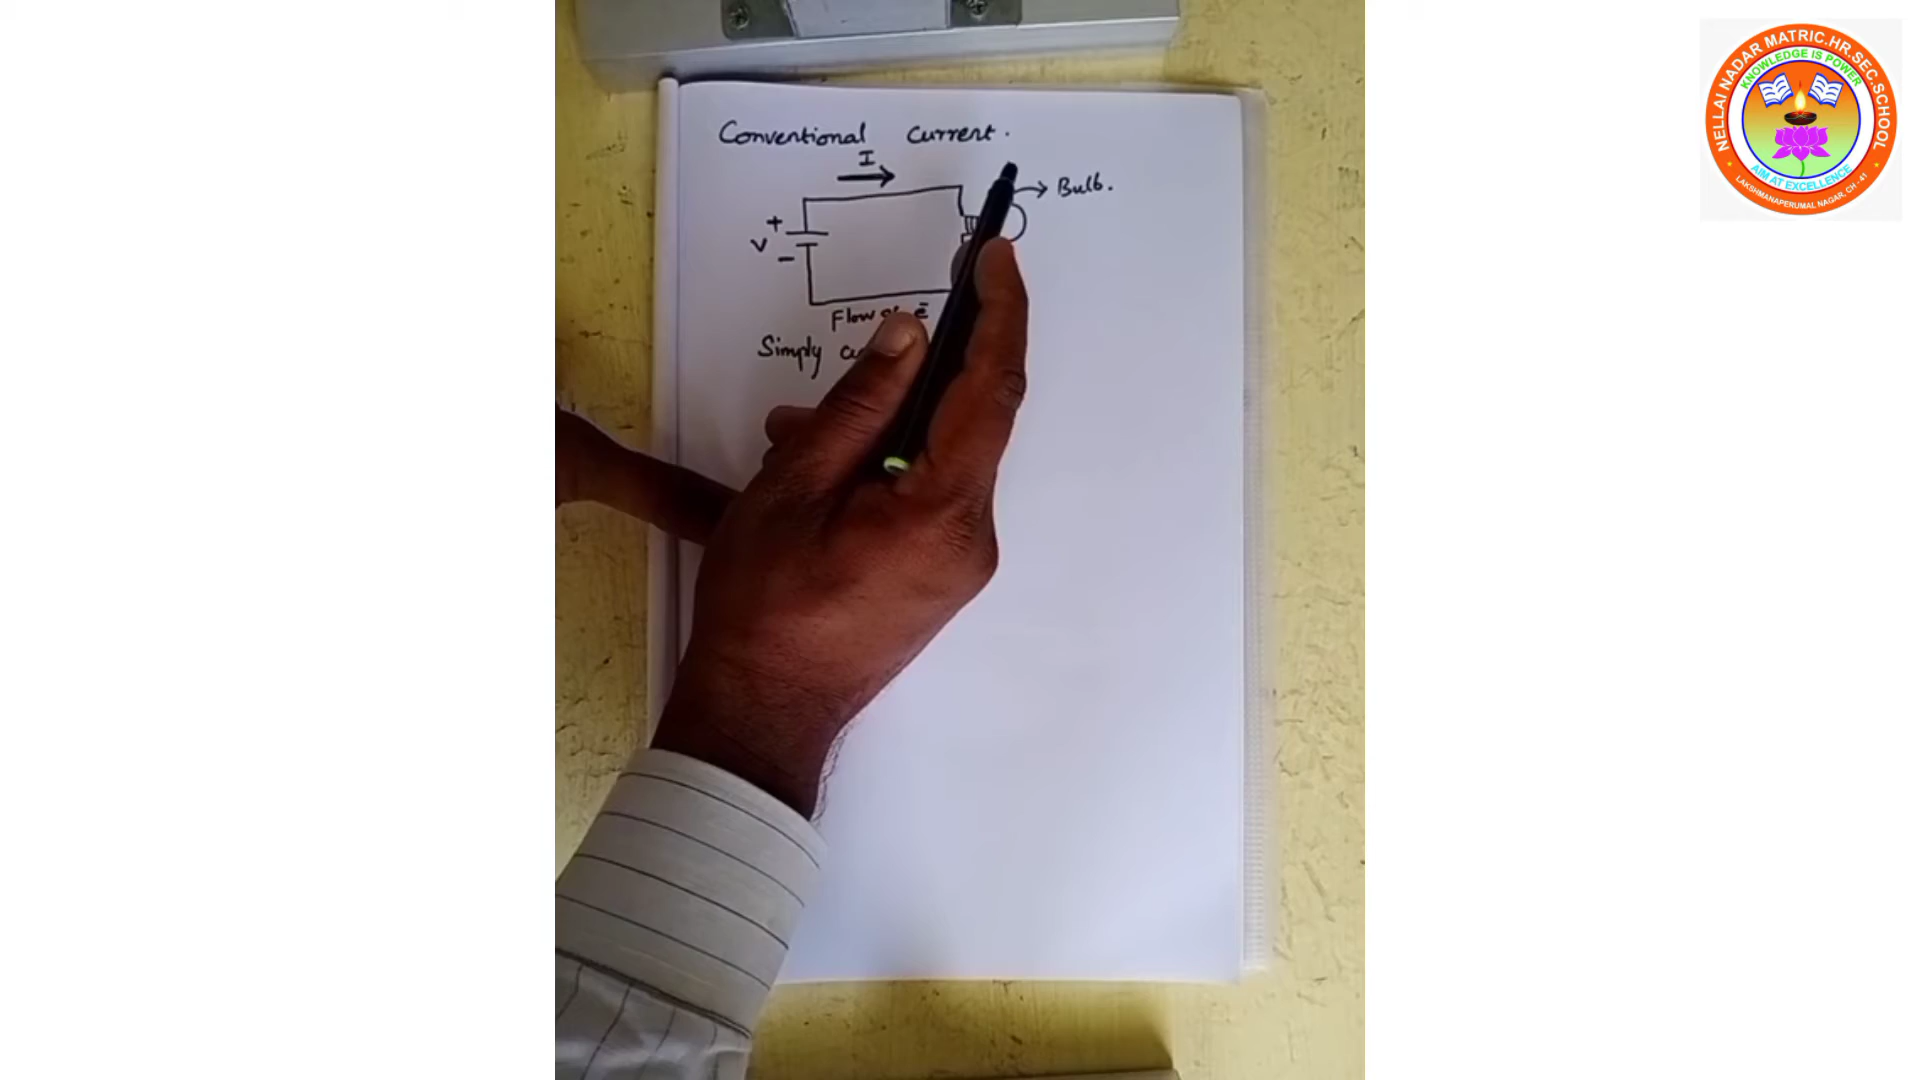 Conventional current.
I
Bulb.
+
V
-
Flow e̅
Simply
NELLAI NADAR MATRIC.HR.SEC.SCHOOL
KNOWLEDGE IS POWER
AIM AT EXCELLENCE
LAKSHMANAPERUMAL NAGAR, CH - 41